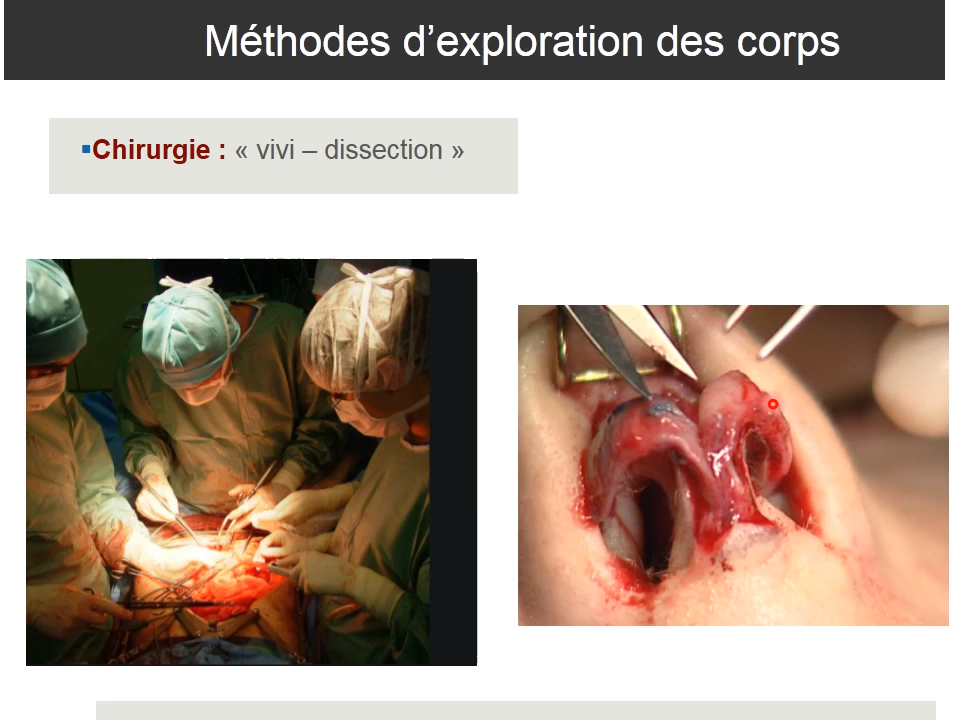 Méthodes d’exploration des corps
▪Chirurgie : « vivi – dissection »